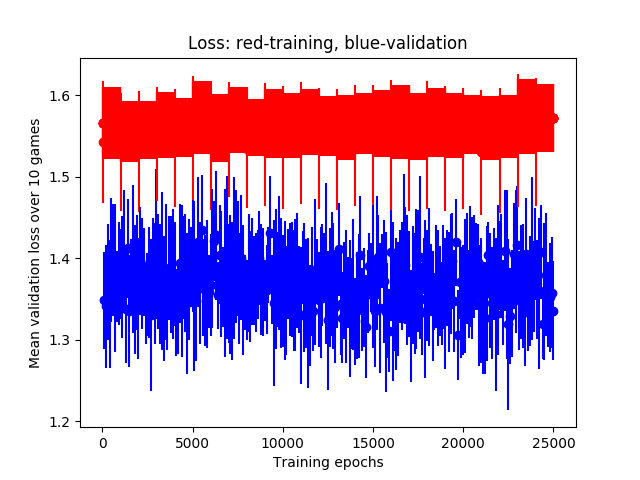 Loss: red-training, blue-validation
Mean validation loss over 10 games
1.6
1.5
1.4
1.3
1.2
0 5000 10000 15000 20000 25000
Training epochs